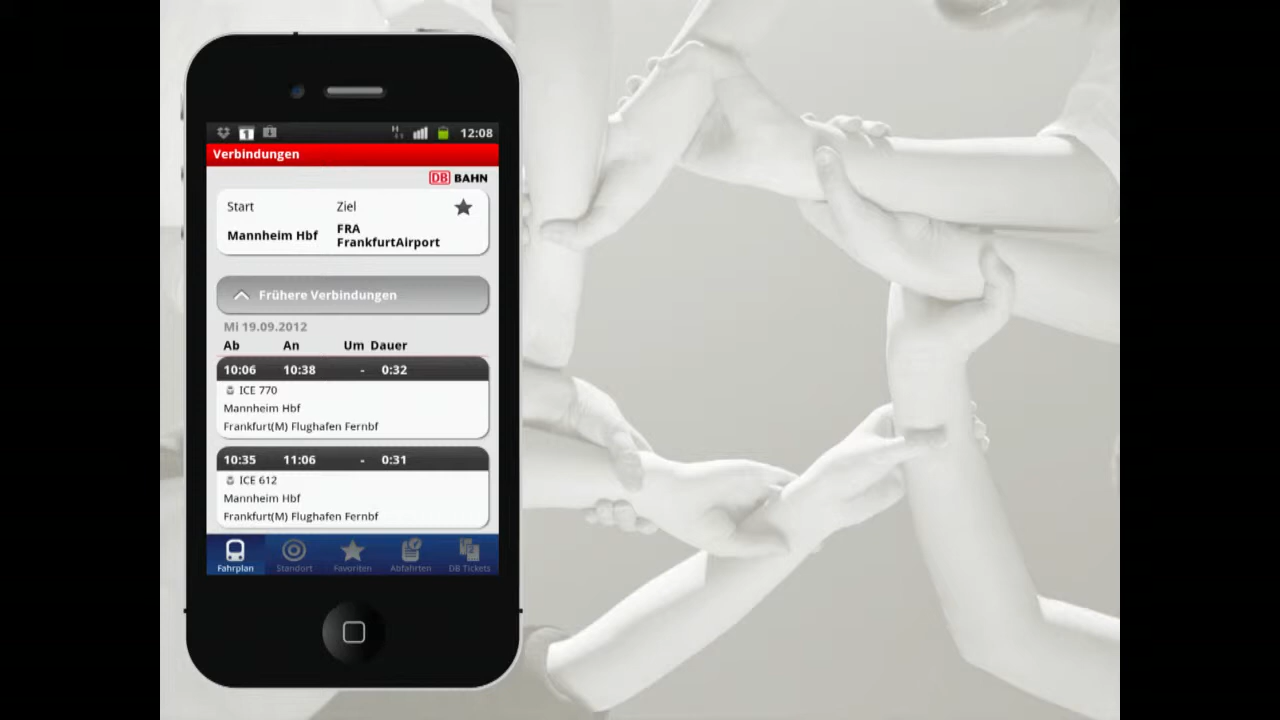 12:08
Verbindungen
DB BAHN
Start Ziel
Mannheim Hbf FRA
FrankfurtAirport
Frühere Verbindungen
Mi 19.09.2012
Ab An Um Dauer
10:06 10:38 - 0:32
ICE 770
Mannheim Hbf
Frankfurt(M) Flughafen Fernbf
10:35 11:06 - 0:31
ICE 612
Mannheim Hbf
Frankfurt(M) Flughafen Fernbf
Fahrplan Standort Favoriten Abfahrten DB Tickets